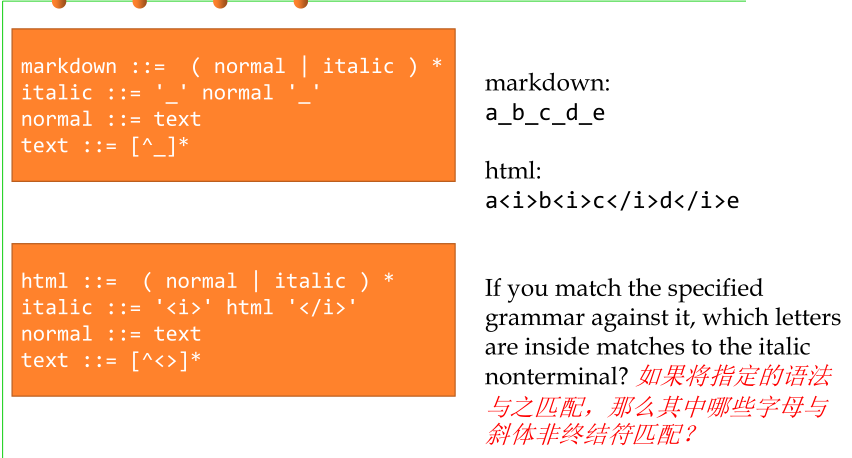 markdown ::=  ( normal | italic ) *
italic ::= '_' normal '_'
normal ::= text
text ::= [^_]*
markdown:
a_b_c_d_e
html:
a<i>b<i>c</i>d</i>e
html ::=  ( normal | italic ) *
italic ::= '<i>' html '</i>'
normal ::= text
text ::= [^<>]*
If you match the specified
grammar against it, which letters
are inside matches to the italic
nonterminal? 如果将指定的语法
与之匹配，那么其中哪些字母与
斜体非终结符匹配？